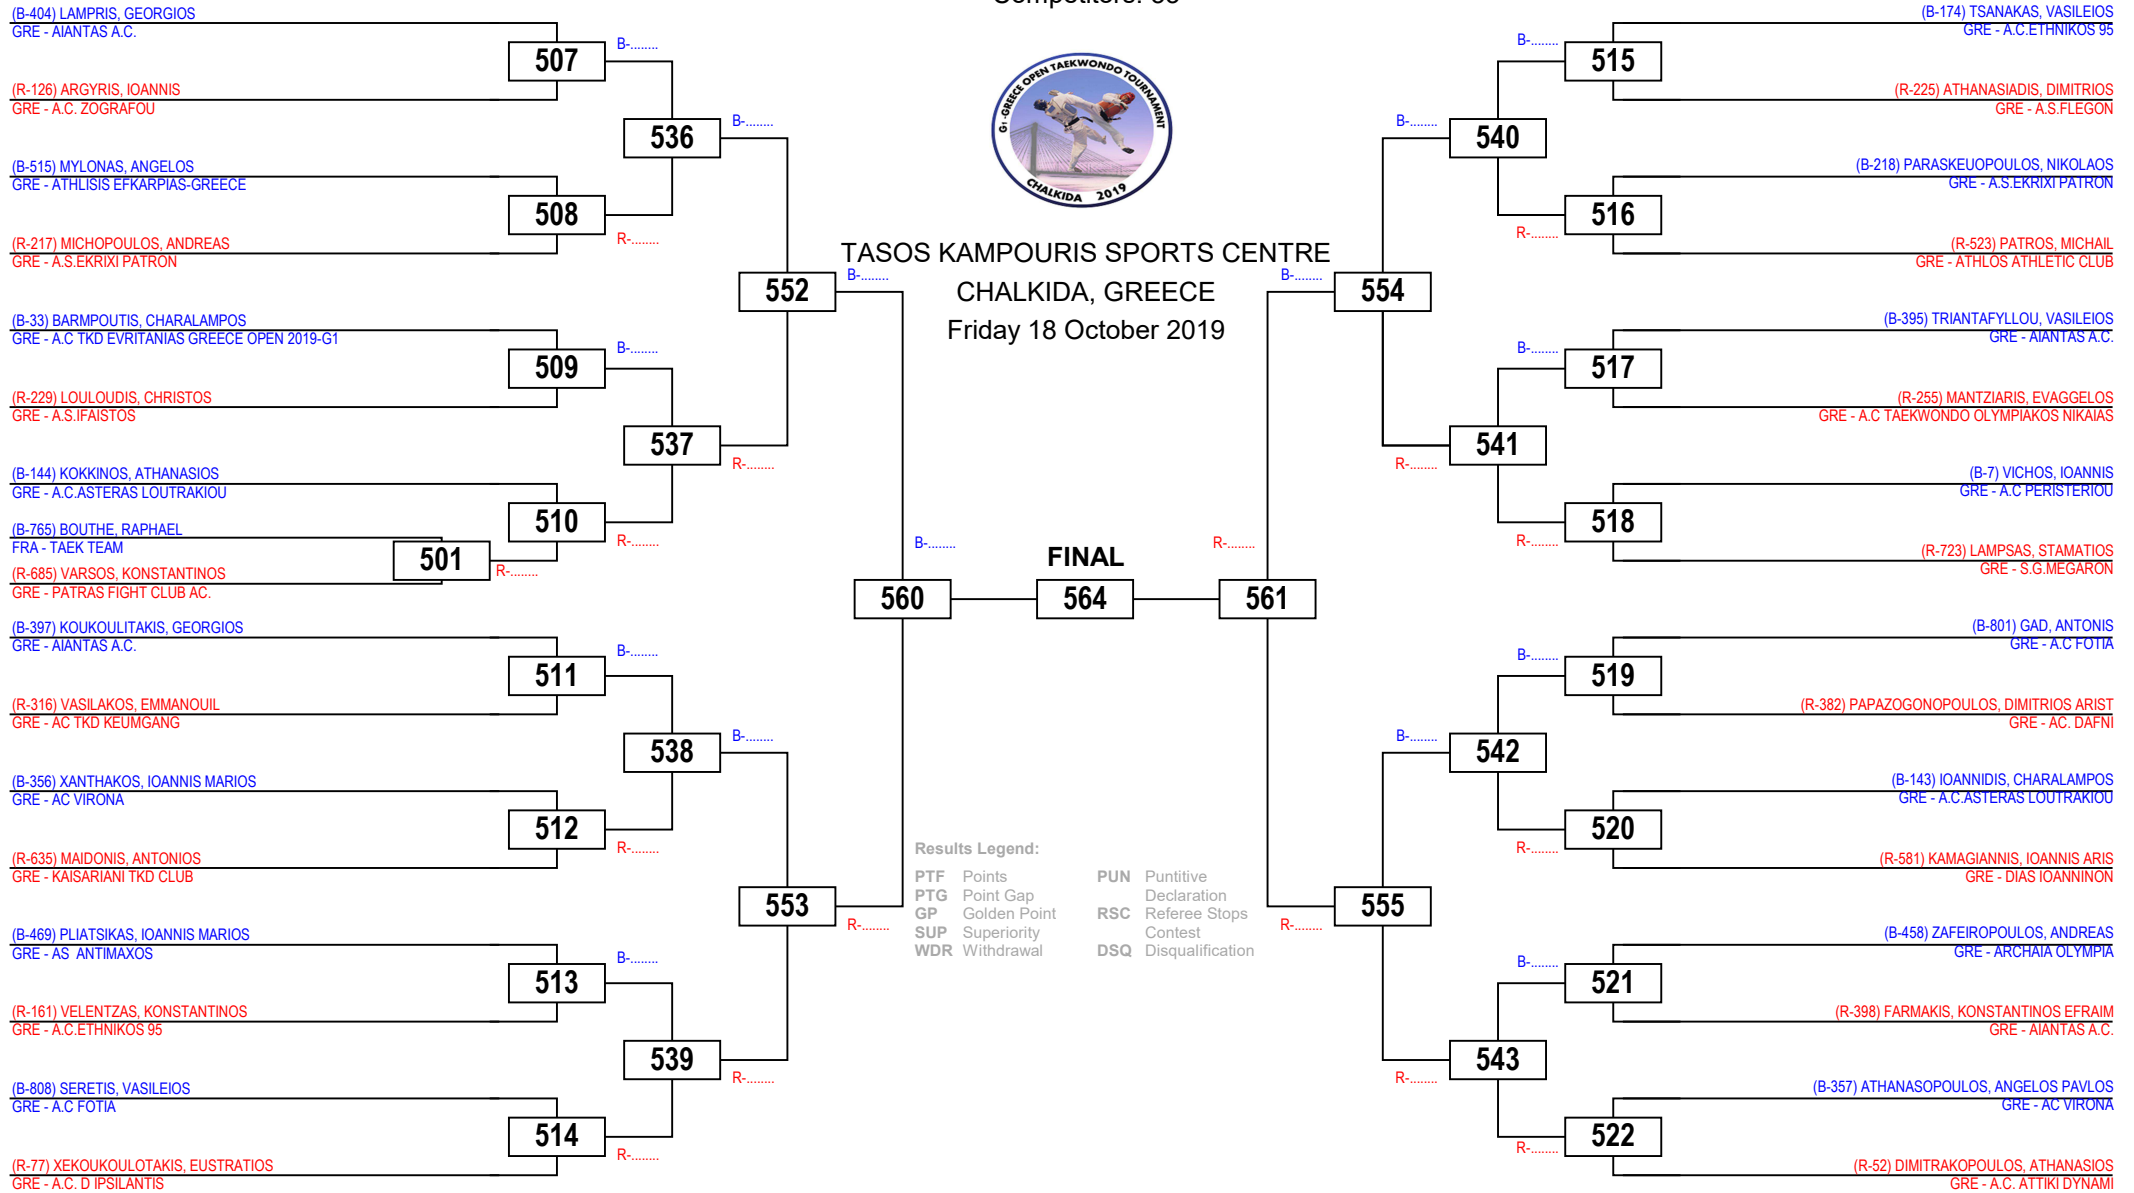 (B-404) LAMPRIS, GEORGIOS
GRE - AIANTAS A.C.
507
B-........
(R-126) ARGYRIS, IOANNIS
GRE - A.C. ZOGRAFOU
536
B-........
(B-515) MYLONAS, ANGELOS
GRE - ATHLISIS EFKARPIAS-GREECE
508
R-........
(R-217) MICHOPOULOS, ANDREAS
GRE - A.S.EKRIXI PATRON
552
B-........
(B-33) BARMPOUTIS, CHARALAMPOS
GRE - A.C TKD EVRITANIAS GREECE OPEN 2019-G1
509
B-........
(R-229) LOULOUDIS, CHRISTOS
GRE - A.S.IFAISTOS
537
R-........
(B-144) KOKKINOS, ATHANASIOS
GRE - A.C.ASTERAS LOUTRAKIOU
510
R-........
(B-765) BOUTHE, RAPHAEL
FRA - TAEK TEAM
501
R-........
(R-685) VARSOS, KONSTANTINOS
GRE - PATRAS FIGHT CLUB AC.
560
B-........
(B-397) KOUKOULITAKIS, GEORGIOS
GRE - AIANTAS A.C.
511
B-........
(R-316) VASILAKOS, EMMANOUIL
GRE - AC TKD KEUMGANG
538
B-........
(B-356) XANTHAKOS, IOANNIS MARIOS
GRE - AC VIRONA
512
R-........
(R-635) MAIDONIS, ANTONIOS
GRE - KAISARIANI TKD CLUB
553
R-........
(B-469) PLIATSIKAS, IOANNIS MARIOS
GRE - AS  ANTIMAXOS
513
B-........
(R-161) VELENTZAS, KONSTANTINOS
GRE - A.C.ETHNIKOS 95
539
R-........
(B-808) SERETIS, VASILEIOS
GRE - A.C FOTIA
514
R-........
(R-77) XEKOUKOULOTAKIS, EUSTRATIOS
GRE - A.C. D IPSILANTIS
G1 -GREECE OPEN TAEKWONDO TOURNAMENT
CHALKIDA 2019
TASOS KAMPOURIS SPORTS CENTRE
CHALKIDA, GREECE
Friday 18 October 2019
FINAL
564
Results Legend:
PTF Points
PTG Point Gap
GP Golden Point
SUP Superiority
WDR Withdrawal
PUN Puntitive
Declaration
RSC Referee Stops
Contest
DSQ Disqualification
(B-174) TSANAKAS, VASILEIOS
GRE - A.C.ETHNIKOS 95
B-........
515
(R-225) ATHANASIADIS, DIMITRIOS
GRE - A.S.FLEGON
B-........
540
(B-218) PARASKEUOPOULOS, NIKOLAOS
GRE - A.S.EKRIXI PATRON
R-........
516
(R-523) PATROS, MICHAIL
GRE - ATHLOS ATHLETIC CLUB
B-........
554
(B-395) TRIANTAFYLLOU, VASILEIOS
GRE - AIANTAS A.C.
B-........
517
(R-255) MANTZIARIS, EVAGGELOS
GRE - A.C TAEKWONDO OLYMPIAKOS NIKAIAS
R-........
541
(B-7) VICHOS, IOANNIS
GRE - A.C PERISTERIOU
R-........
518
(R-723) LAMPSAS, STAMATIOS
GRE - S.G.MEGARON
R-........
561
(B-801) GAD, ANTONIS
GRE - A.C FOTIA
B-........
519
(R-382) PAPAZOGONOPOULOS, DIMITRIOS ARIST
GRE - AC. DAFNI
B-........
542
(B-143) IOANNIDIS, CHARALAMPOS
GRE - A.C.ASTERAS LOUTRAKIOU
R-........
520
(R-581) KAMAGIANNIS, IOANNIS ARIS
GRE - DIAS IOANNINON
R-........
555
(B-458) ZAFEIROPOULOS, ANDREAS
GRE - ARCHAIA OLYMPIA
B-........
521
(R-398) FARMAKIS, KONSTANTINOS EFRAIM
GRE - AIANTAS A.C.
R-........
543
(B-357) ATHANASOPOULOS, ANGELOS PAVLOS
GRE - AC VIRONA
R-........
522
(R-52) DIMITRAKOPOULOS, ATHANASIOS
GRE - A.C. ATTIKI DYNAMI